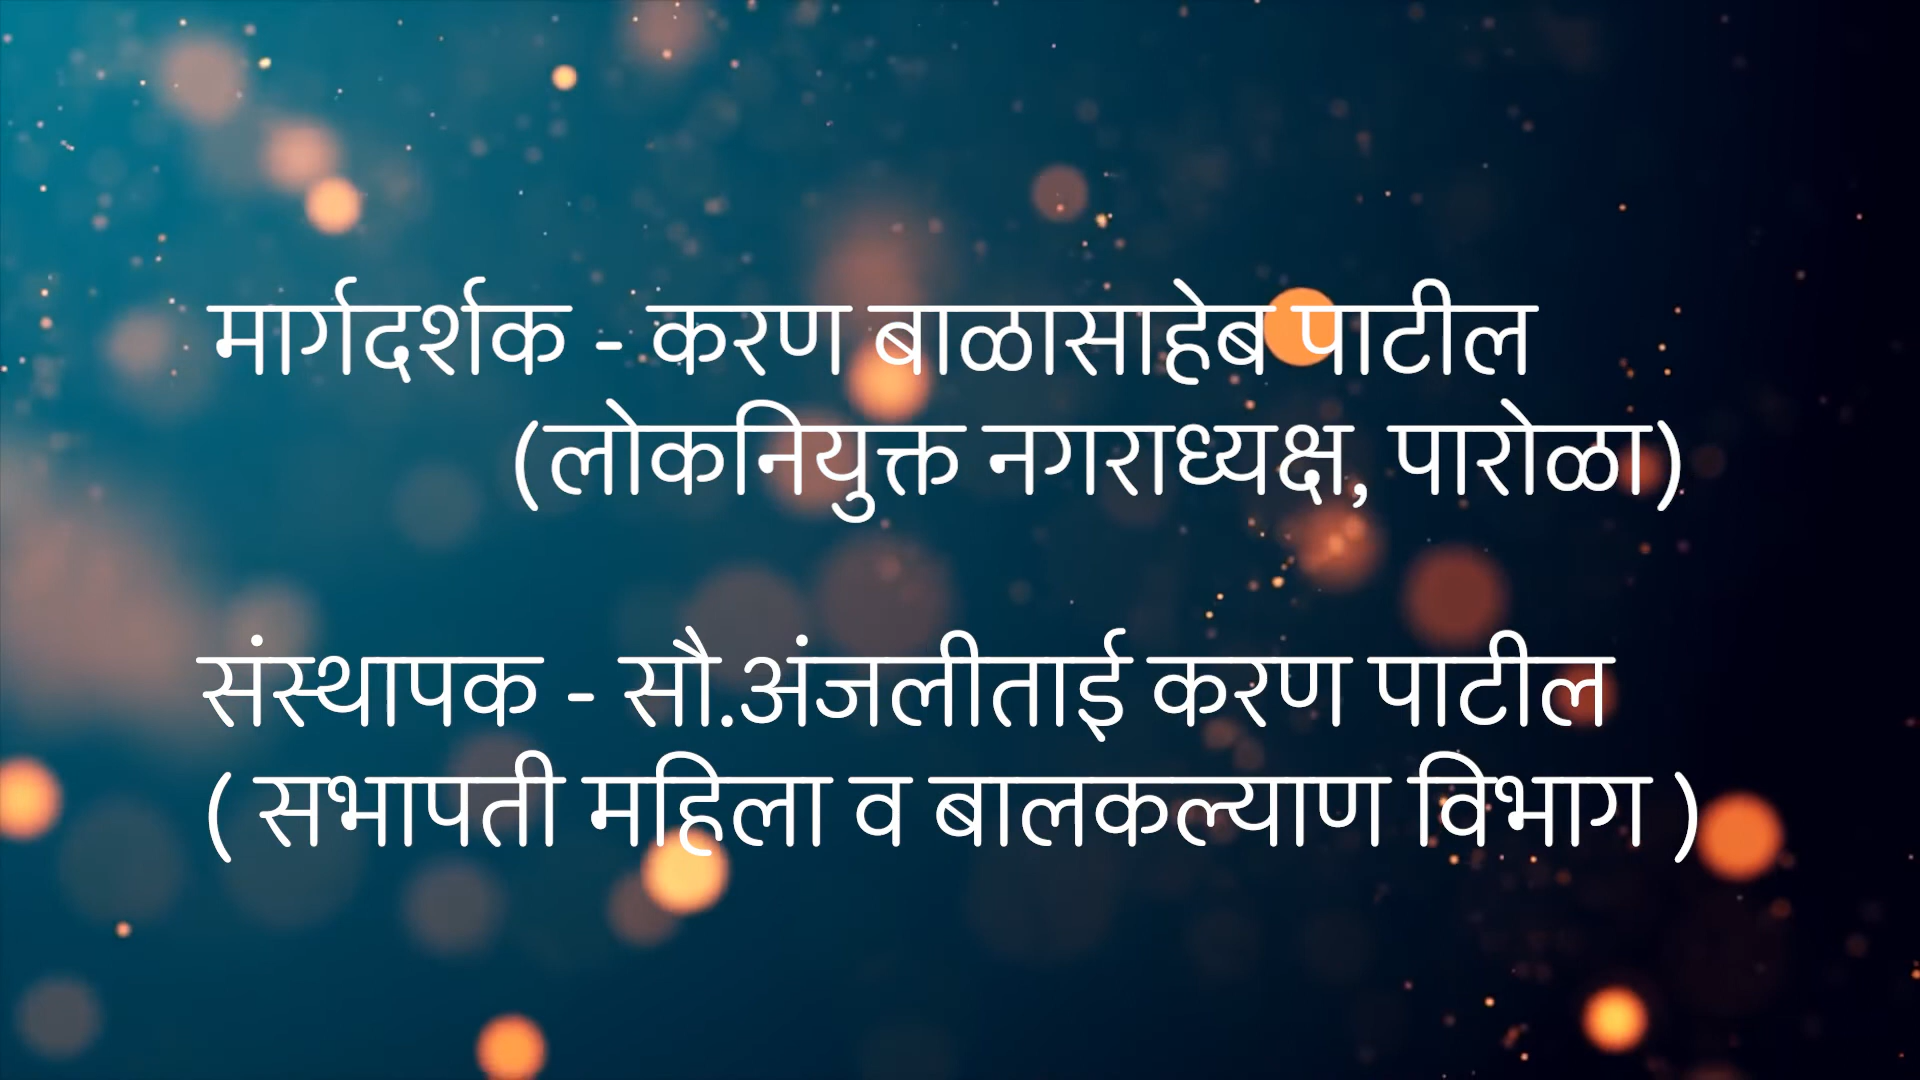 मार्गदर्शक - करण बाळासाहेब पाटील
(लोकनियुक्त नगराध्यक्ष, पारोळा)
संस्थापक - सौ.अंजलीताई करण पाटील
( सभापती महिला व बालकल्याण विभाग )